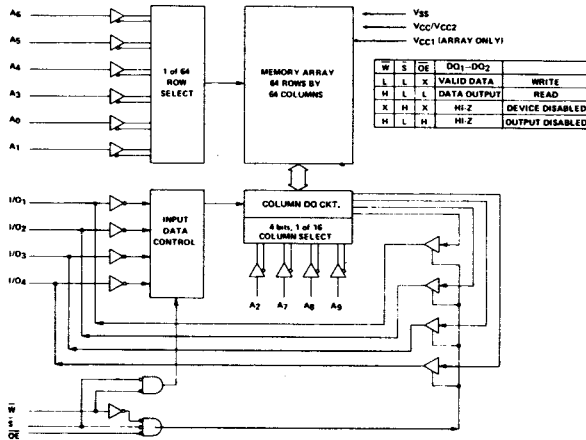 A6
A5
A4
A3
A0
A1
1 of 64
ROW
SELECT
MEMORY ARRAY
64 ROWS BY
64 COLUMNS
VSS
VCC/VCC2
VCC1 (ARRAY ONLY)
W S OE DQ1-DQ2
L L X VALID DATA WRITE
H L L DATA OUTPUT READ
X H X HI-Z DEVICE DISABLED
H L H HI-Z OUTPUT DISABLED
I/O1
I/O2
I/O3
I/O4
INPUT
DATA
CONTROL
COLUMN DQ CKT.
4 bits, 1 of 16
COLUMN SELECT
A2 A7 A8 A9
W
S
OE